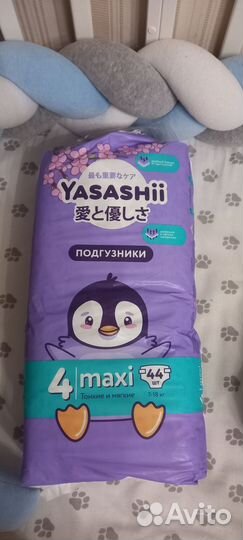 最も重要なケア
YASASHii
愛と優しさ
ПОДГУЗНИКИ
4 maxi
44
ШТ
Тонкие и мягкие
7-18 кг
Avito